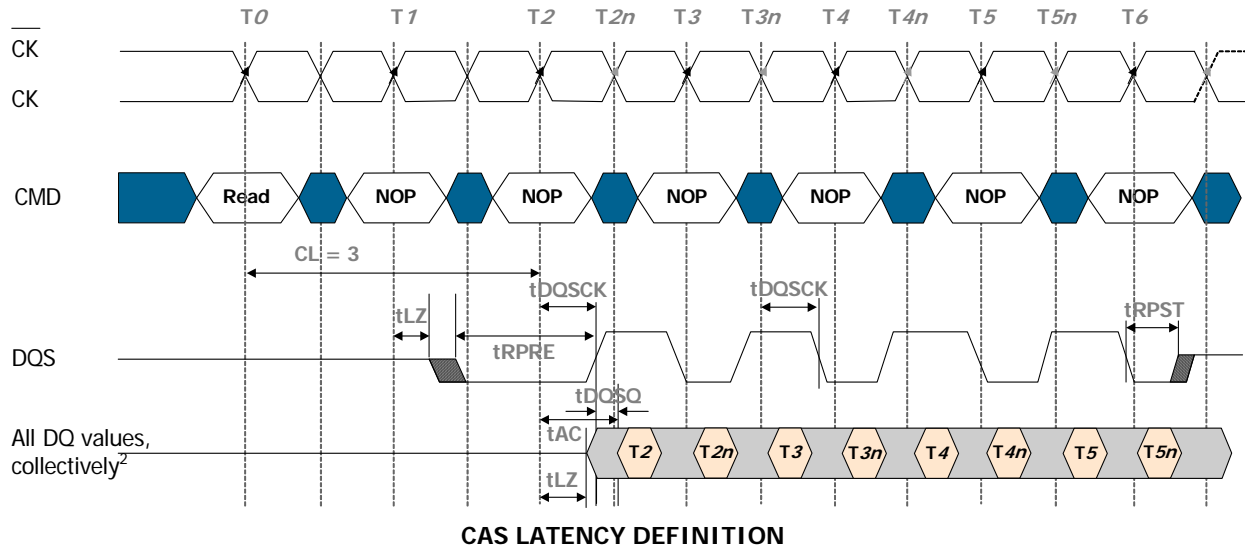 T0 T1 T2 T2n T3 T3n T4 T4n T5 T5n T6
CK
CK
CMD
Read NOP NOP NOP NOP NOP NOP
CL = 3
tDQSCK tDQSCK
tLZ tRPST
tRPRE
DQS
tDQSQ
tAC
All DQ values,
collectively2
T2 T2n T3 T3n T4 T4n T5 T5n
tLZ
CAS LATENCY DEFINITION